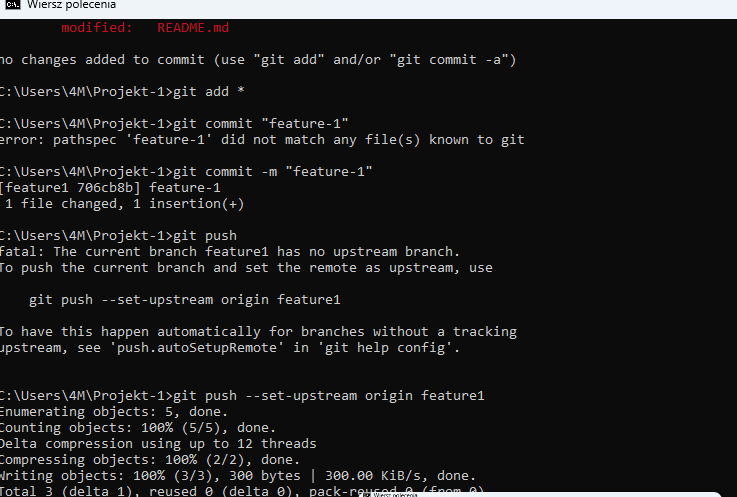 Wiersz polecenia
modified:   README.md
no changes added to commit (use "git add" and/or "git commit -a")
C:\Users\4M\Projekt-1>git add *
C:\Users\4M\Projekt-1>git commit "feature-1"
error: pathspec 'feature-1' did not match any file(s) known to git
C:\Users\4M\Projekt-1>git commit -m "feature-1"
[feature1 706cb8b] feature-1
1 file changed, 1 insertion(+)
C:\Users\4M\Projekt-1>git push
fatal: The current branch feature1 has no upstream branch.
To push the current branch and set the remote as upstream, use
git push --set-upstream origin feature1
To have this happen automatically for branches without a tracking
upstream, see 'push.autoSetupRemote' in 'git help config'.
C:\Users\4M\Projekt-1>git push --set-upstream origin feature1
Enumerating objects: 5, done.
Counting objects: 100% (5/5), done.
Delta compression using up to 12 threads
Compressing objects: 100% (2/2), done.
Writing objects: 100% (3/3), 300 bytes | 300.00 KiB/s, done.
Total 3 (delta 1), reused 0 (delta 0), pack-reused 0 (from 0)
Wiersz polecenia